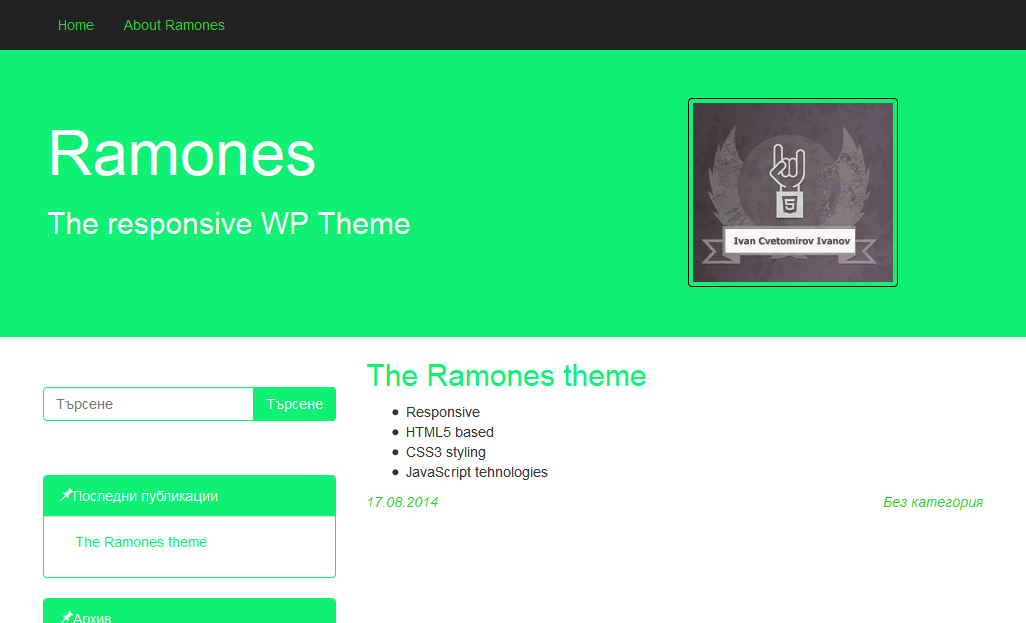 Home
About Ramones
Ramones
The responsive WP Theme
5
Ivan Cvetomirov Ivanov
Търсене
Търсене
Последни публикации
The Ramones theme
Архив
The Ramones theme
Responsive
HTML5 based
CSS3 styling
JavaScript tehnologies
17.08.2014
Без категория